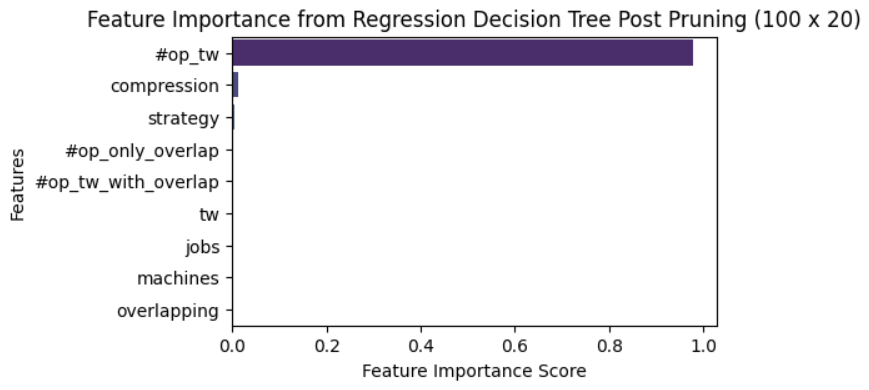 Feature Importance from Regression Decision Tree Post Pruning (100 x 20)
#op_tw
compression
strategy
#op_only_overlap
#op_tw_with_overlap
tw
jobs
machines
overlapping
Features
0.0 0.2 0.4 0.6 0.8 1.0
Feature Importance Score